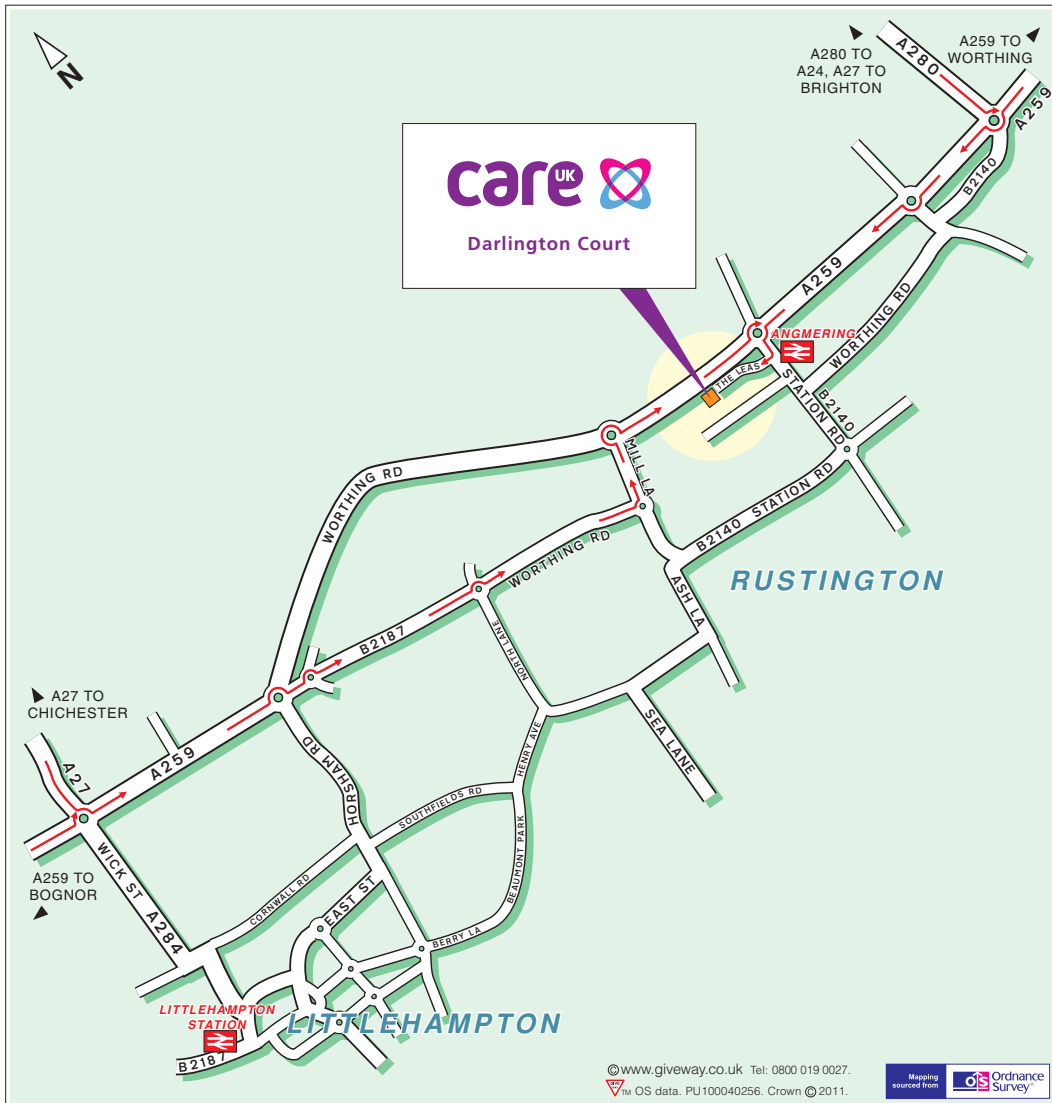 N
A280 TO
A24, A27 TO
BRIGHTON
A259 TO
WORTHING
A280
A259
B2140
care UK
Darlington Court
A259
WORTHING RD
ANGMERING
THE LEAS
STATION RD
B2140
MILL LA
WORTHING RD
B2140 STATION RD
WORTHING RD
RUSTINGTON
ASH LA
NORTH LANE
B2187
SEA LANE
A27 TO
CHICHESTER
A27
A259
HORSHAM RD
HENRY AVE
SOUTHFIELDS RD
BEAUMONT PARK
WICK ST A284
A259 TO
BOGNOR
CORNWALL RD
EAST ST
BERRY LA
LITTLEHAMPTON
STATION
LITTLEHAMPTON
B2187
© www.giveway.co.uk Tel: 0800 019 0027.
GIVE WAY TM OS data. PU100040256. Crown © 2011.
Mapping
sourced from
OS Ordnance
Survey®